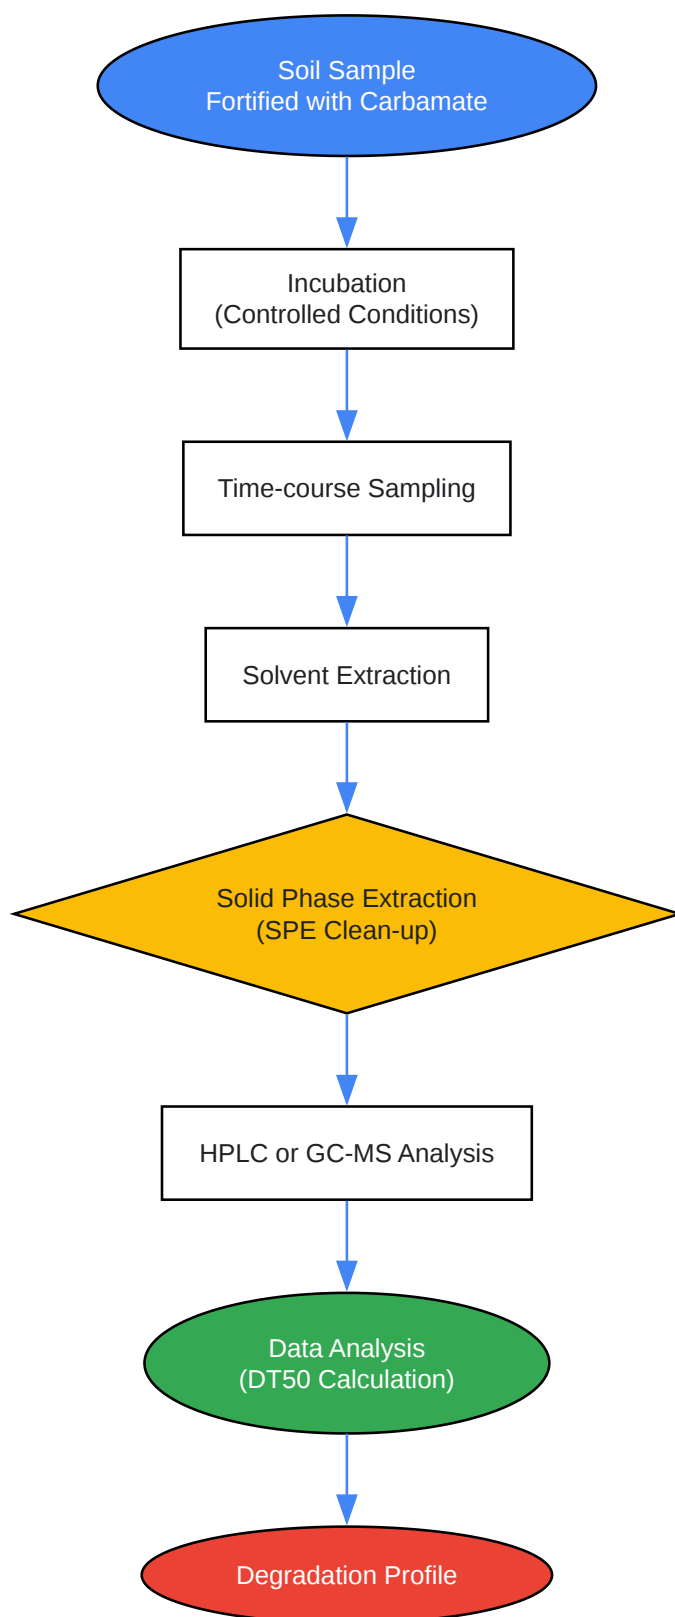 Soil Sample
Fortified with Carbamate
Incubation
(Controlled Conditions)
Time-course Sampling
Solvent Extraction
Solid Phase Extraction
(SPE Clean-up)
HPLC or GC-MS Analysis
Data Analysis
(DT50 Calculation)
Degradation Profile